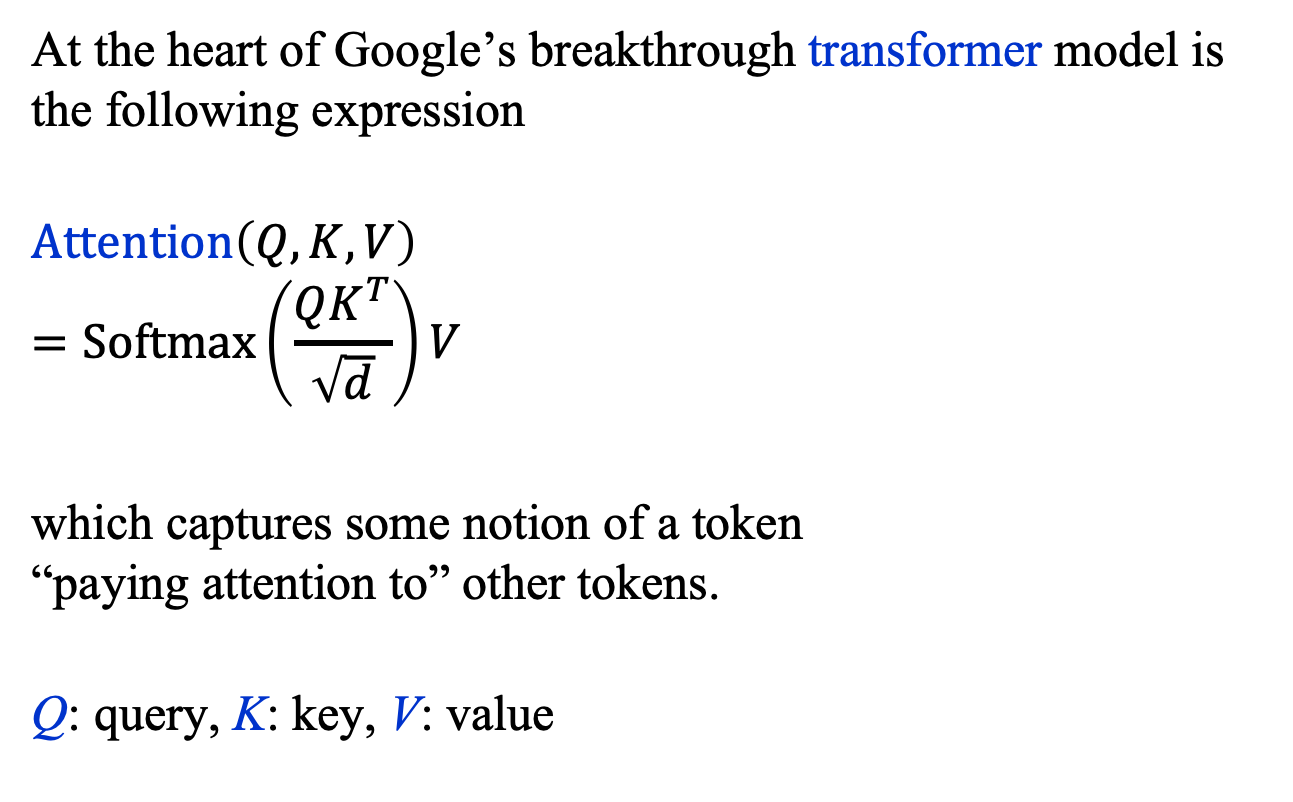 At the heart of Google’s breakthrough transformer model is
the following expression
Attention(Q, K, V)
= Softmax(QK^T/√d)V
which captures some notion of a token
“paying attention to” other tokens.
Q: query, K: key, V: value